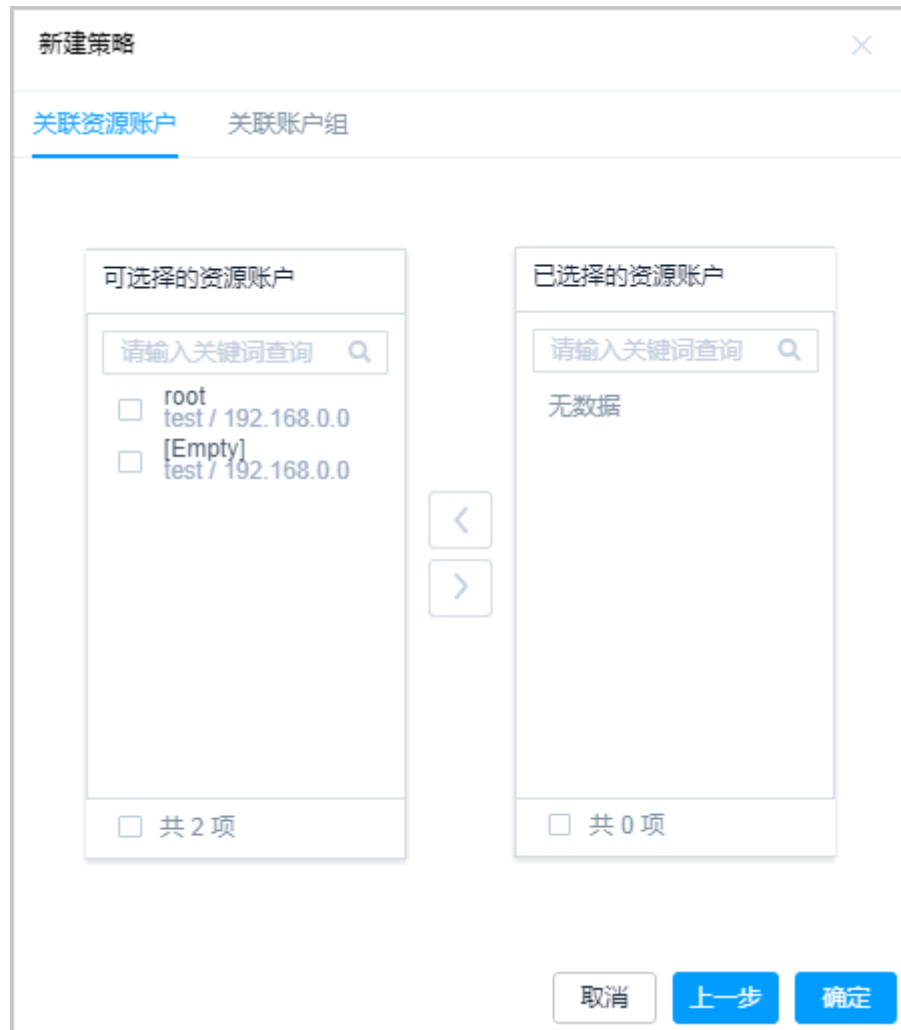 新建策略
关联资源账户 关联账户组
可选择的资源账户
请输入关键词查询
root
test / 192.168.0.0
[Empty]
test / 192.168.0.0
共 2 项
已选择的资源账户
请输入关键词查询
无数据
共 0 项
取消 上一步 确定